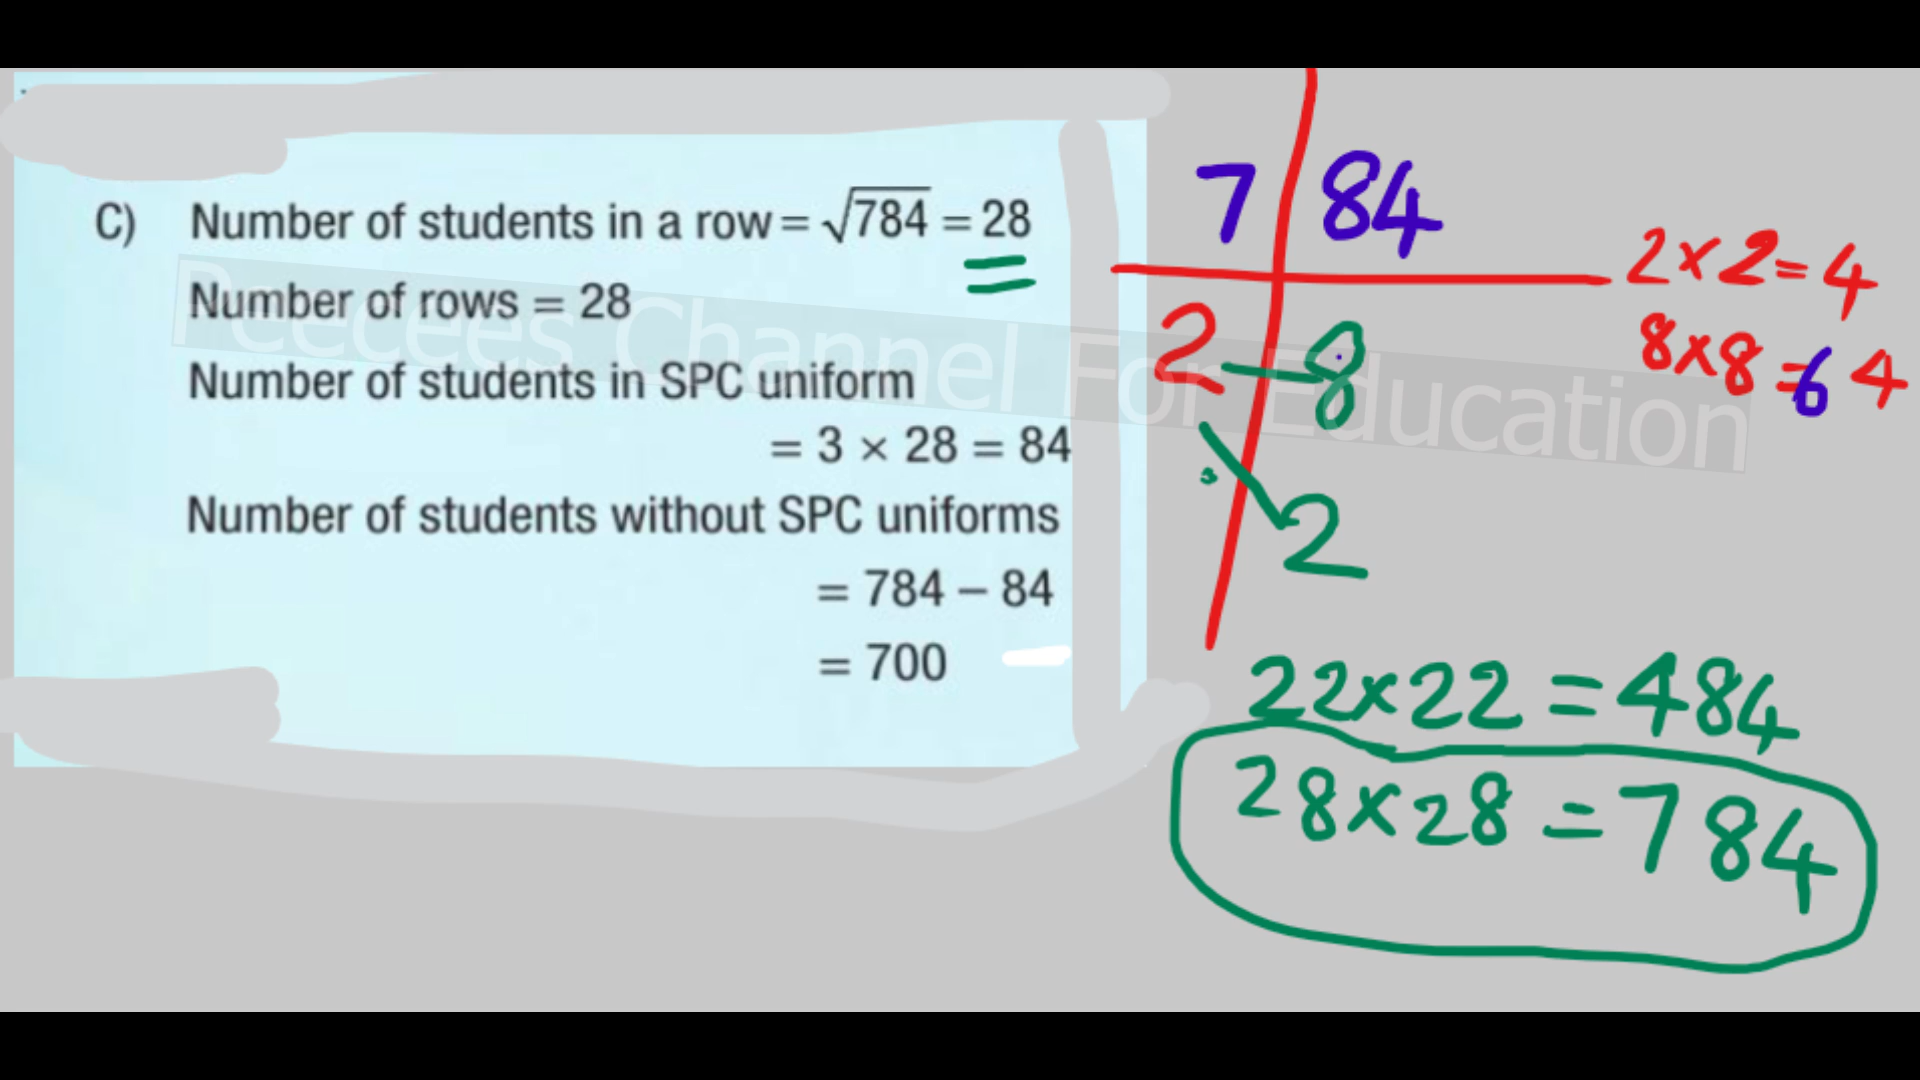 C) Number of students in a row = √784 = 28
Number of rows = 28
Number of students in SPC uniform
= 3 × 28 = 84
Number of students without SPC uniforms
= 784 – 84
= 700
Pcecees Channel For Education
7 84
2 8
2
2×2=4
8×8=64
22×22=484
28×28=784